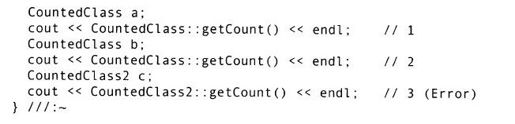 CountedClass a;
cout << CountedClass::getCount() << endl;    // 1
CountedClass b;
cout << CountedClass::getCount() << endl;    // 2
CountedClass2 c;
cout << CountedClass2::getCount() << endl;   // 3 (Error)
} ///:~